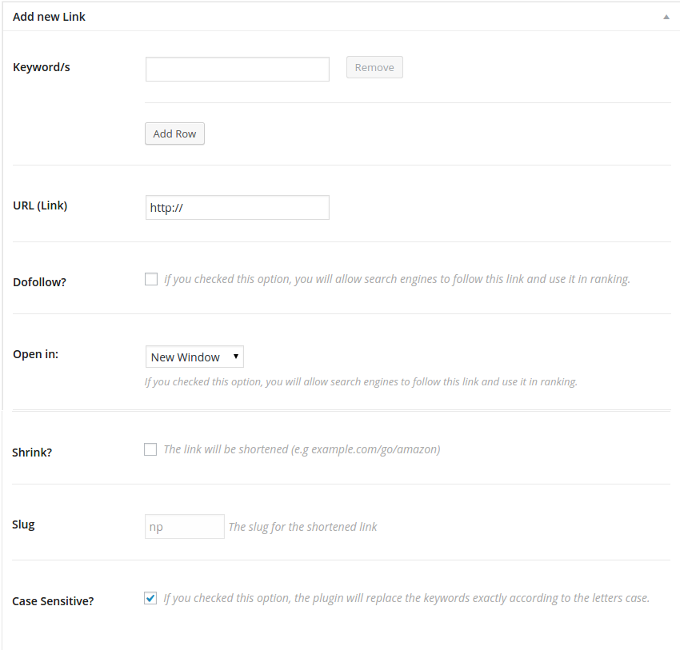 Add new Link
Keyword/s
Remove
Add Row
URL (Link)
http://
Dofollow?
If you checked this option, you will allow search engines to follow this link and use it in ranking.
Open in:
New Window
If you checked this option, you will allow search engines to follow this link and use it in ranking.
Shrink?
The link will be shortened (e.g example.com/go/amazon)
Slug
np
The slug for the shortened link
Case Sensitive?
If you checked this option, the plugin will replace the keywords exactly according to the letters case.